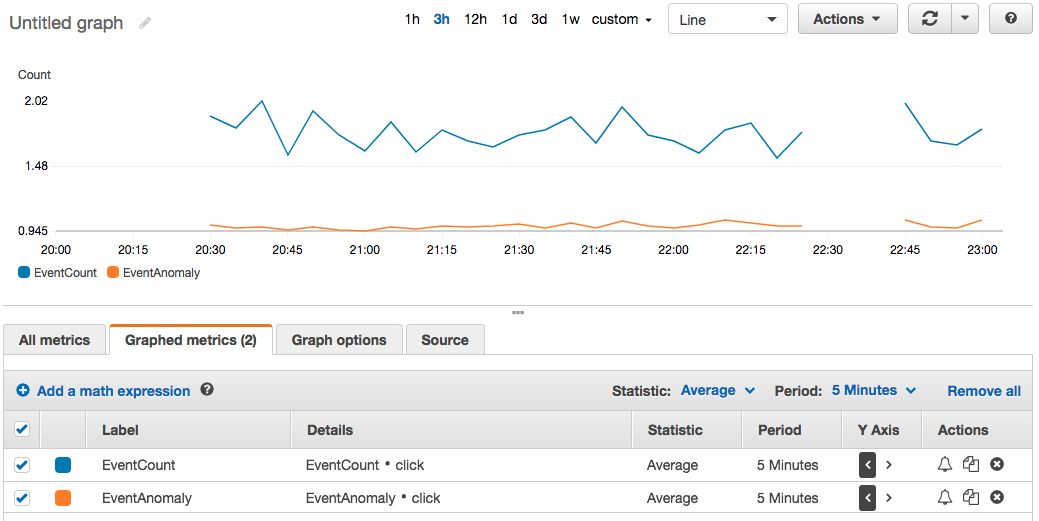 Untitled graph 1h 3h 12h 1d 3d 1w custom Line Actions
Count
2.02
1.48
0.945
20:00 20:15 20:30 20:45 21:00 21:15 21:30 21:45 22:00 22:15 22:30 22:45 23:00
EventCount EventAnomaly
All metrics Graphed metrics (2) Graph options Source
Add a math expression ? Statistic: Average Period: 5 Minutes Remove all
Label Details Statistic Period Y Axis Actions
EventCount EventCount • click Average 5 Minutes < >
EventAnomaly EventAnomaly • click Average 5 Minutes < >